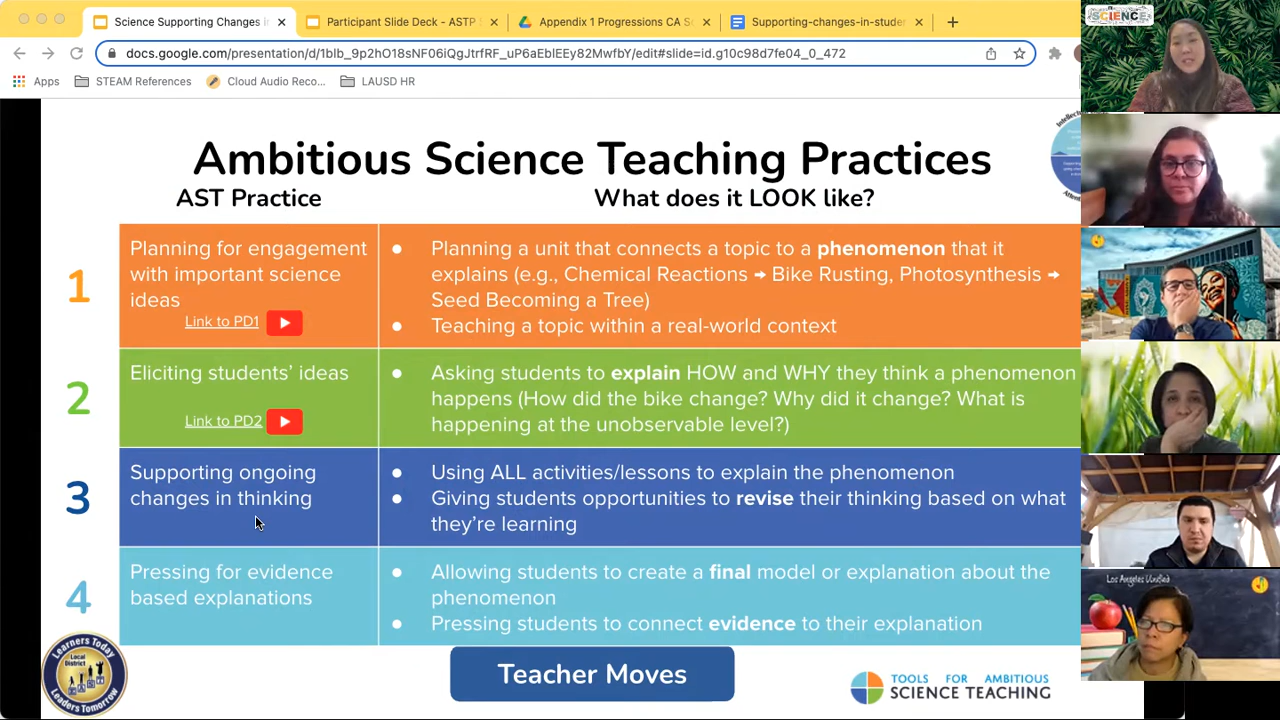 Science Supporting Changes i
Participant Slide Deck - ASTP S
Appendix 1 Progressions CA Sc
Supporting-changes-in-studen
docs.google.com/presentation/d/1blb_9p2hO18sNF06iQgJtrfRF_uP6aEblEEy82MwfbY/edit#slide=id.g10c98d7fe04_0_472
Apps
STEAM References
Cloud Audio Reco...
LAUSD HR
SCIENCE
Ambitious Science Teaching Practices
AST Practice
What does it LOOK like?
1
Planning for engagement
with important science
ideas
Link to PD1
● Planning a unit that connects a topic to a phenomenon that it
explains (e.g., Chemical Reactions → Bike Rusting, Photosynthesis →
Seed Becoming a Tree)
● Teaching a topic within a real-world context
2
Eliciting students' ideas
Link to PD2
● Asking students to explain HOW and WHY they think a phenomenon
happens (How did the bike change? Why did it change? What is
happening at the unobservable level?)
3
Supporting ongoing
changes in thinking
● Using ALL activities/lessons to explain the phenomenon
● Giving students opportunities to revise their thinking based on what
they're learning
4
Pressing for evidence
based explanations
● Allowing students to create a final model or explanation about the
phenomenon
● Pressing students to connect evidence to their explanation
Learners Today
Local
District
Leaders Tomorrow
Teacher Moves
TOOLS FOR AMBITIOUS
SCIENCE TEACHING
Los Angeles Unified